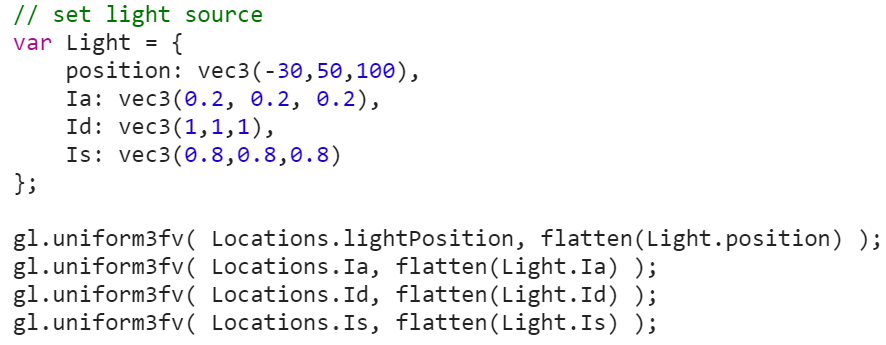 // set light source
var Light = {
    position: vec3(-30,50,100),
    Ia: vec3(0.2, 0.2, 0.2),
    Id: vec3(1,1,1),
    Is: vec3(0.8,0.8,0.8)
};

gl.uniform3fv( Locations.lightPosition, flatten(Light.position) );
gl.uniform3fv( Locations.Ia, flatten(Light.Ia) );
gl.uniform3fv( Locations.Id, flatten(Light.Id) );
gl.uniform3fv( Locations.Is, flatten(Light.Is) );